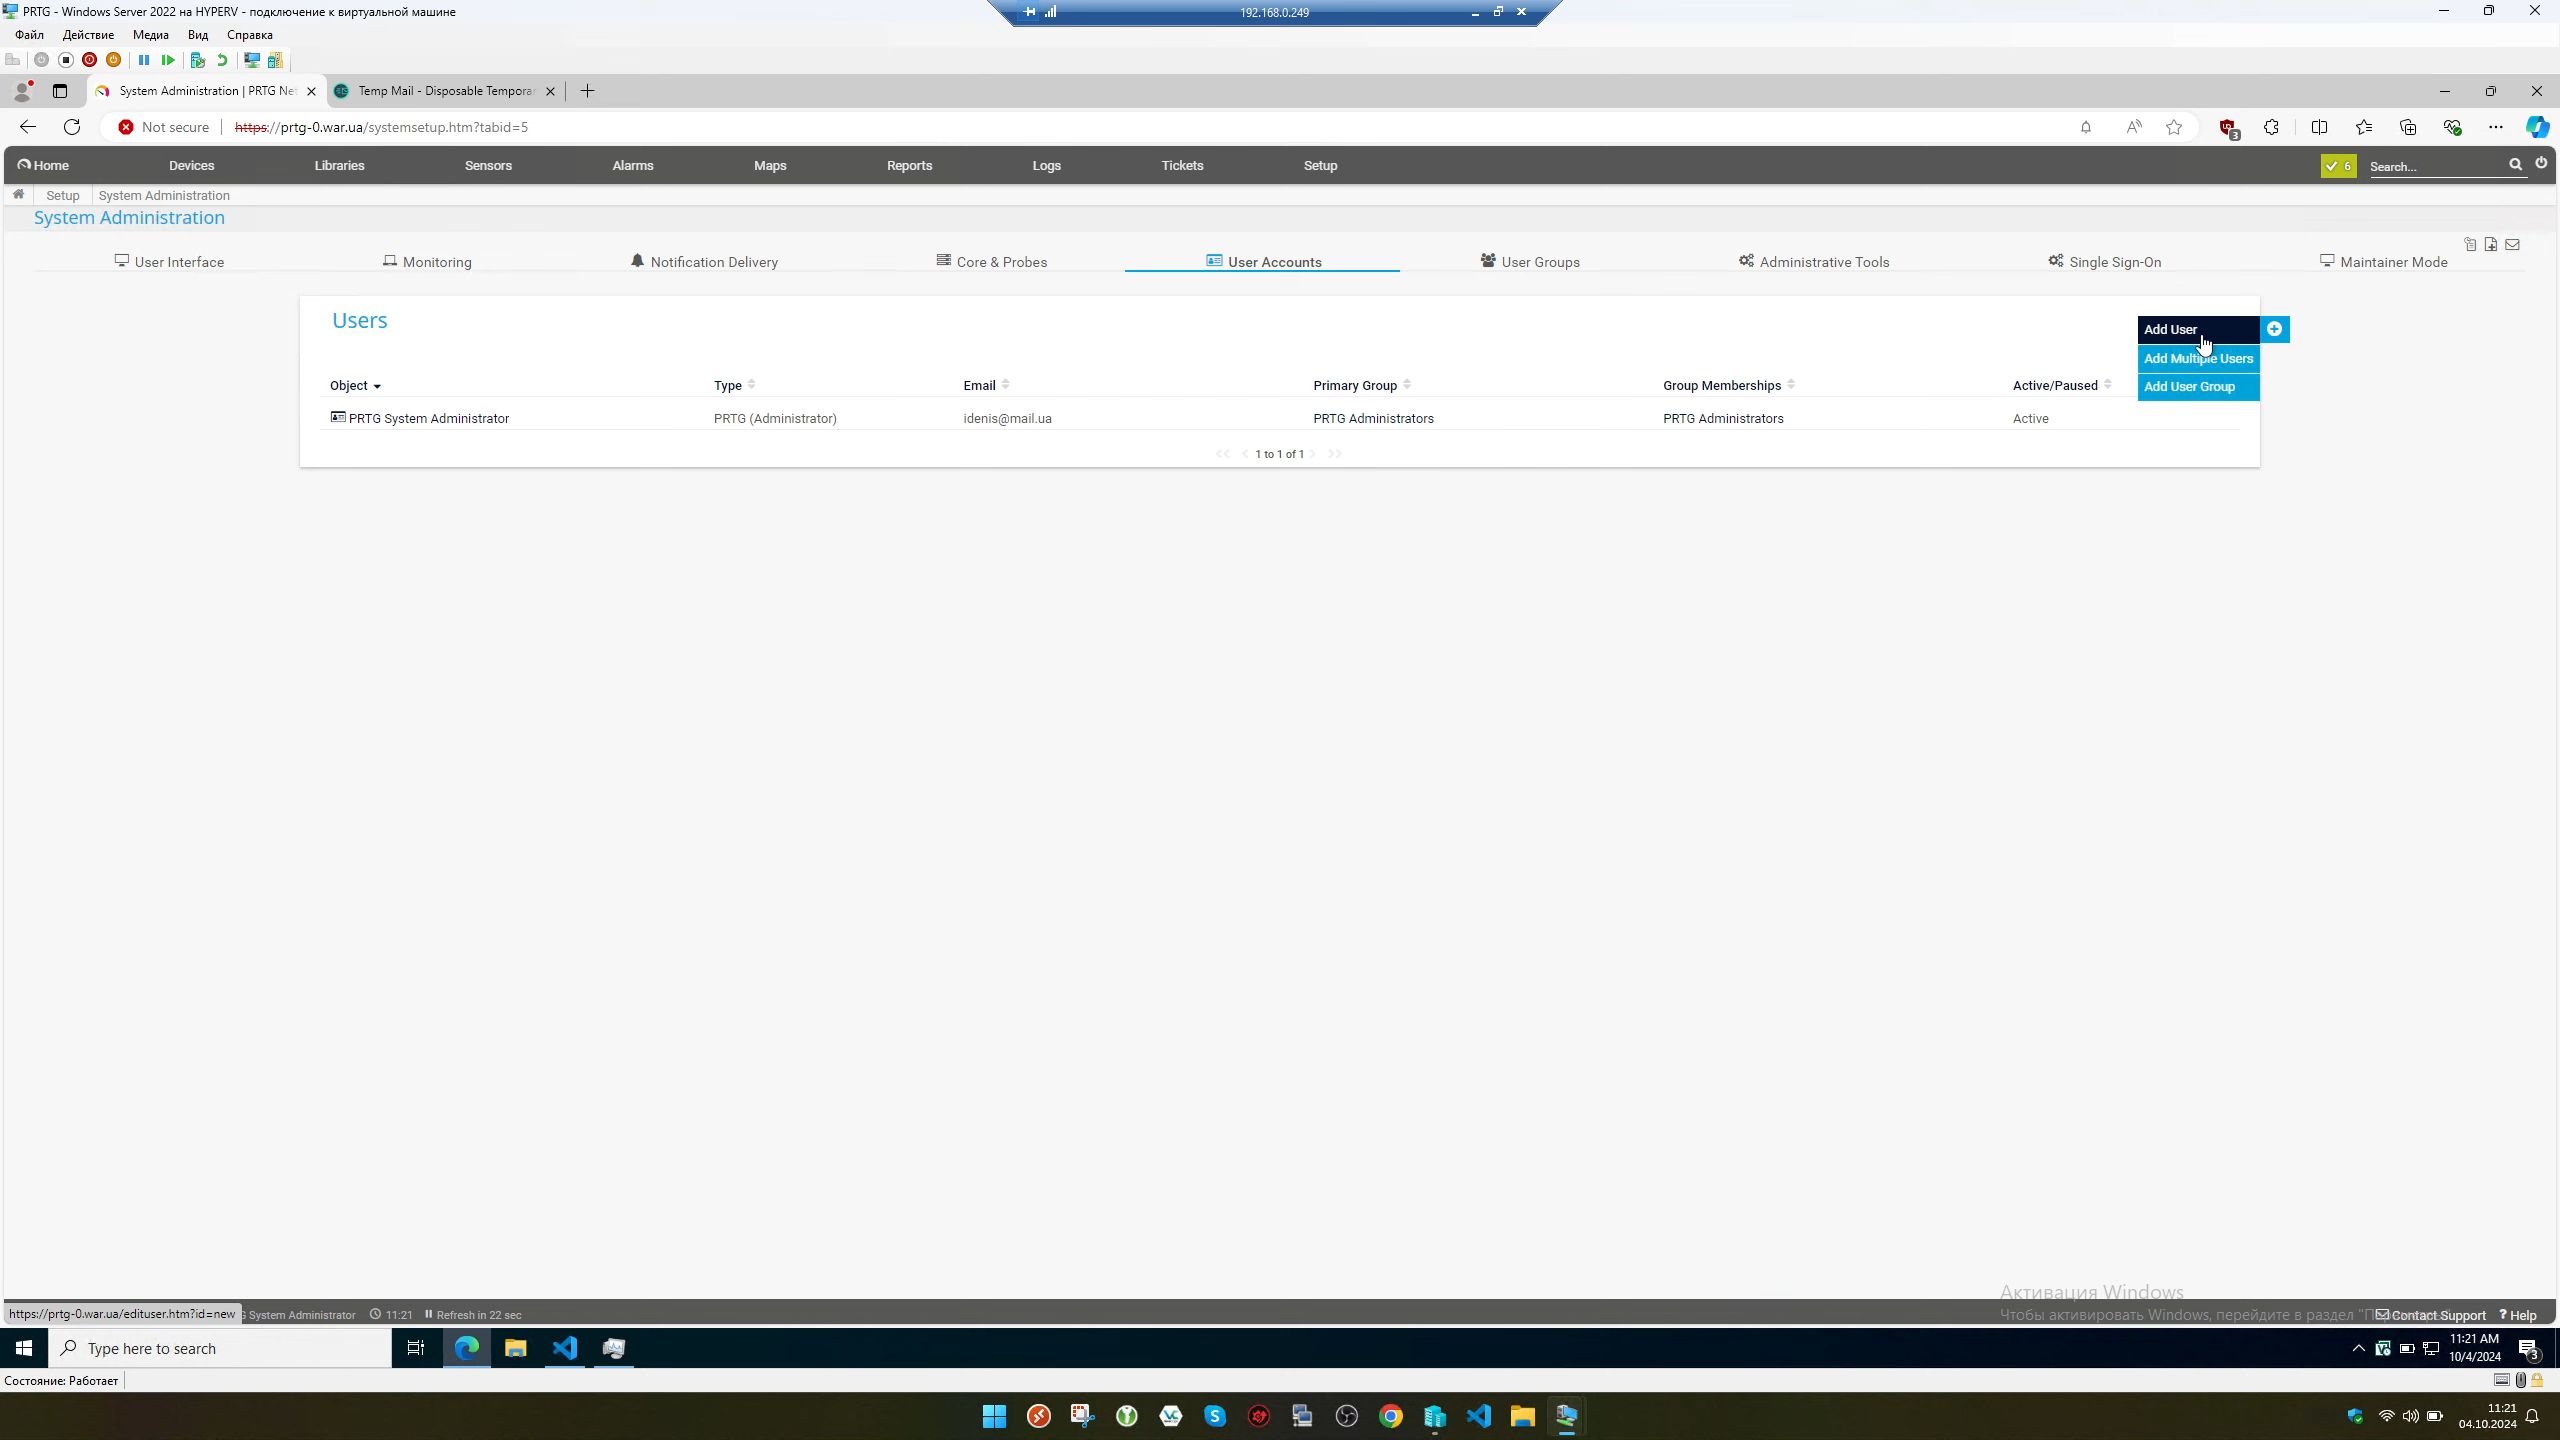 PRTG - Windows Server 2022 на HYPERV - подключение к виртуальной машине
192.168.0.249
Файл Действие Медиа Вид Справка
System Administration | PRTG Net
Temp Mail - Disposable Temporar
Not secure https://prtg-0.war.ua/systemsetup.htm?tabid=5
3
Home Devices Libraries Sensors Alarms Maps Reports Logs Tickets Setup 6 Search...
Setup System Administration
System Administration
User Interface Monitoring Notification Delivery Core & Probes User Accounts User Groups Administrative Tools Single Sign-On Maintainer Mode
Users
Add User
Add Multiple Users
Add User Group
Object Type Email Primary Group Group Memberships Active/Paused
PRTG System Administrator PRTG (Administrator) idenis@mail.ua PRTG Administrators PRTG Administrators Active
1 to 1 of 1
Активация Windows
Чтобы активировать Windows, перейдите в раздел
https://prtg-0.war.ua/edituser.htm?id=new System Administrator 11:21 Refresh in 22 sec Contact Support ? Help
Type here to search
11:21 AM
10/4/2024
3
Состояние: Работает
11:21
04.10.2024